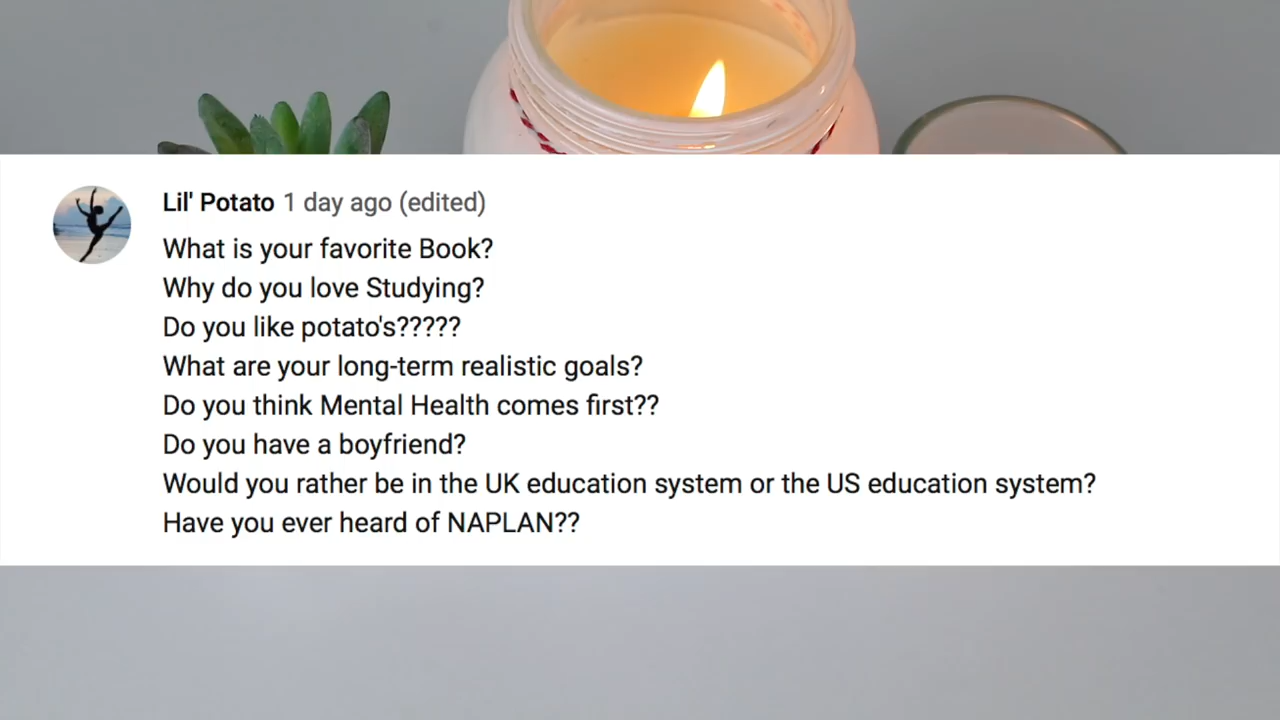 Lil' Potato 1 day ago (edited)
What is your favorite Book?
Why do you love Studying?
Do you like potato's?????
What are your long-term realistic goals?
Do you think Mental Health comes first??
Do you have a boyfriend?
Would you rather be in the UK education system or the US education system?
Have you ever heard of NAPLAN??